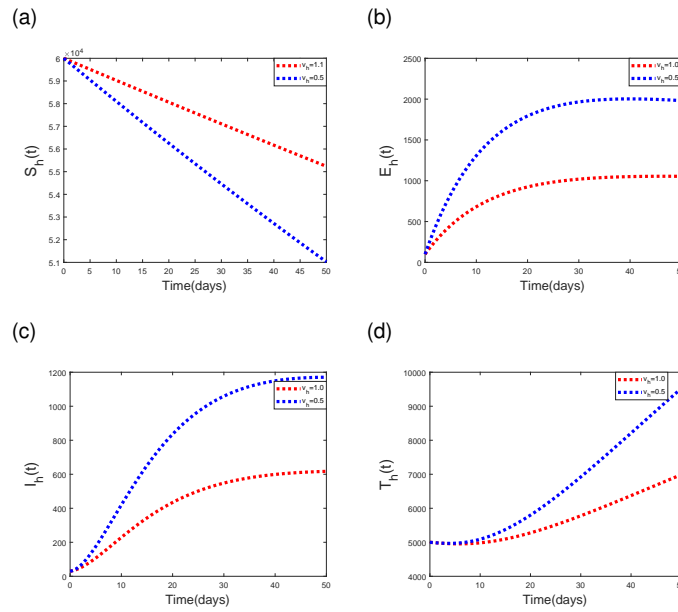 (a)
×10⁴
6
5.9
5.8
5.7
5.6
5.5
5.4
5.3
5.2
5.1
S_h(t)
0 5 10 15 20 25 30 35 40 45 50
Time(days)
v_h=1.1
v_h=0.5
(b)
2500
2000
1500
1000
500
0
E_h(t)
0 10 20 30 40 50
Time(days)
v_h=1.0
v_h=0.5
(c)
1200
1000
800
600
400
200
0
I_h(t)
0 10 20 30 40 50
Time(days)
v_h=1.0
v_h=0.5
(d)
10000
9000
8000
7000
6000
5000
4000
T_h(t)
0 10 20 30 40 50
Time(days)
v_h=1.0
v_h=0.5